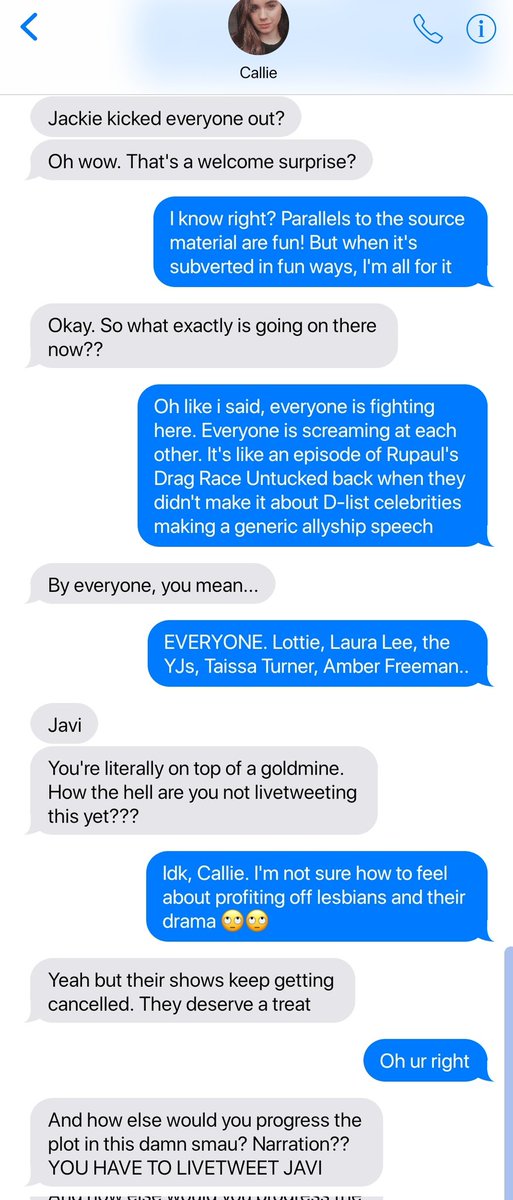 Callie
Jackie kicked everyone out?
Oh wow. That's a welcome surprise?
I know right? Parallels to the source
material are fun! But when it's
subverted in fun ways, I'm all for it
Okay. So what exactly is going on there
now??
Oh like i said, everyone is fighting
here. Everyone is screaming at each
other. It's like an episode of Rupaul's
Drag Race Untucked back when they
didn't make it about D-list celebrities
making a generic allyship speech
By everyone, you mean...
EVERYONE. Lottie, Laura Lee, the
YJs, Taissa Turner, Amber Freeman..
Javi
You're literally on top of a goldmine.
How the hell are you not livetweeting
this yet???
Idk, Callie. I'm not sure how to feel
about profiting off lesbians and their
drama 🙄🙄
Yeah but their shows keep getting
cancelled. They deserve a treat
Oh ur right
And how else would you progress the
plot in this damn smau? Narration??
YOU HAVE TO LIVETWEET JAVI
And how else would you progress the